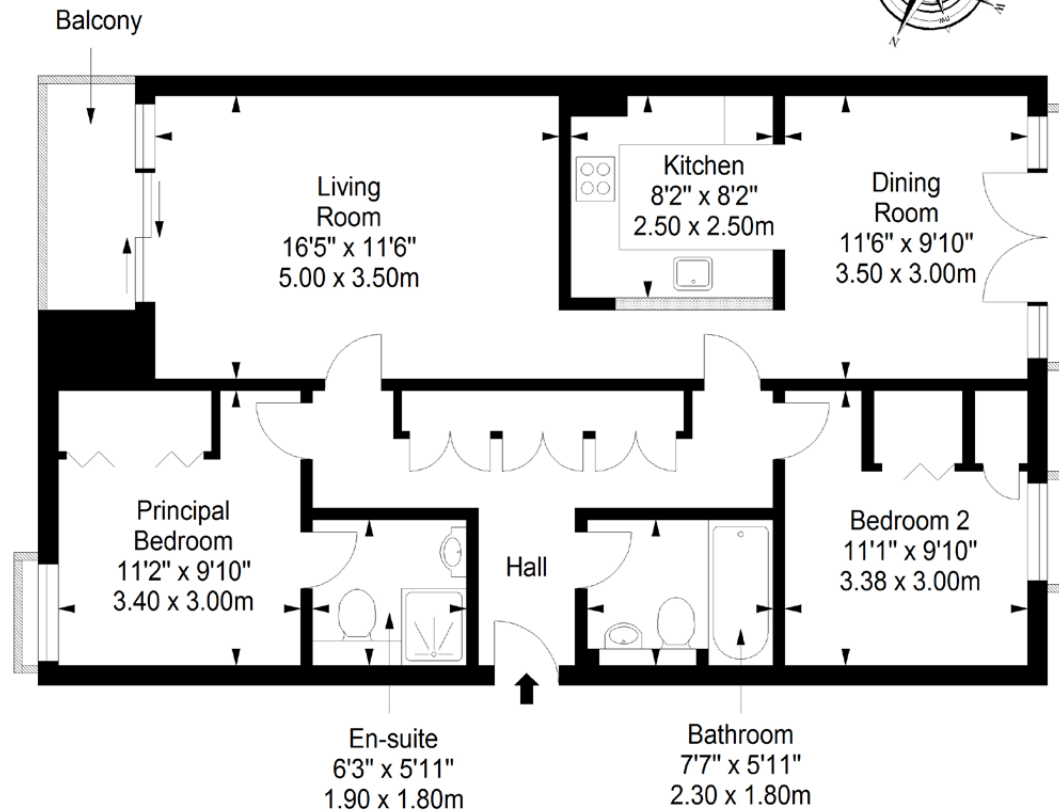 Balcony
N
W
Living
Room
16'5" x 11'6"
5.00 x 3.50m
Kitchen
8'2" x 8'2"
2.50 x 2.50m
Dining
Room
11'6" x 9'10"
3.50 x 3.00m
Principal
Bedroom
11'2" x 9'10"
3.40 x 3.00m
Hall
Bedroom 2
11'1" x 9'10"
3.38 x 3.00m
En-suite
6'3" x 5'11"
1.90 x 1.80m
Bathroom
7'7" x 5'11"
2.30 x 1.80m